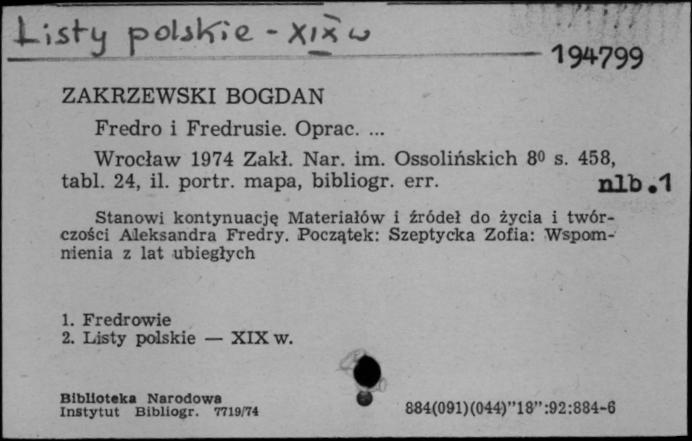 Listy polskie - XIX w
194799
ZAKRZEWSKI BOGDAN
Fredro i Fredrusie. Oprac. ...
Wrocław 1974 Zakł. Nar. im. Ossolińskich 8⁰ s. 458,
tabl. 24, il. portr. mapa, bibliogr. err. nlb.1
Stanowi kontynuację Materiałów i źródeł do życia i twór-
czości Aleksandra Fredry. Początek: Szeptycka Zofia: Wspom-
nienia z lat ubiegłych
1. Fredrowie
2. Listy polskie — XIX w.
Biblioteka Narodowa
Instytut Bibliogr. 7719/74
884(091)(044)"18":92:884-6